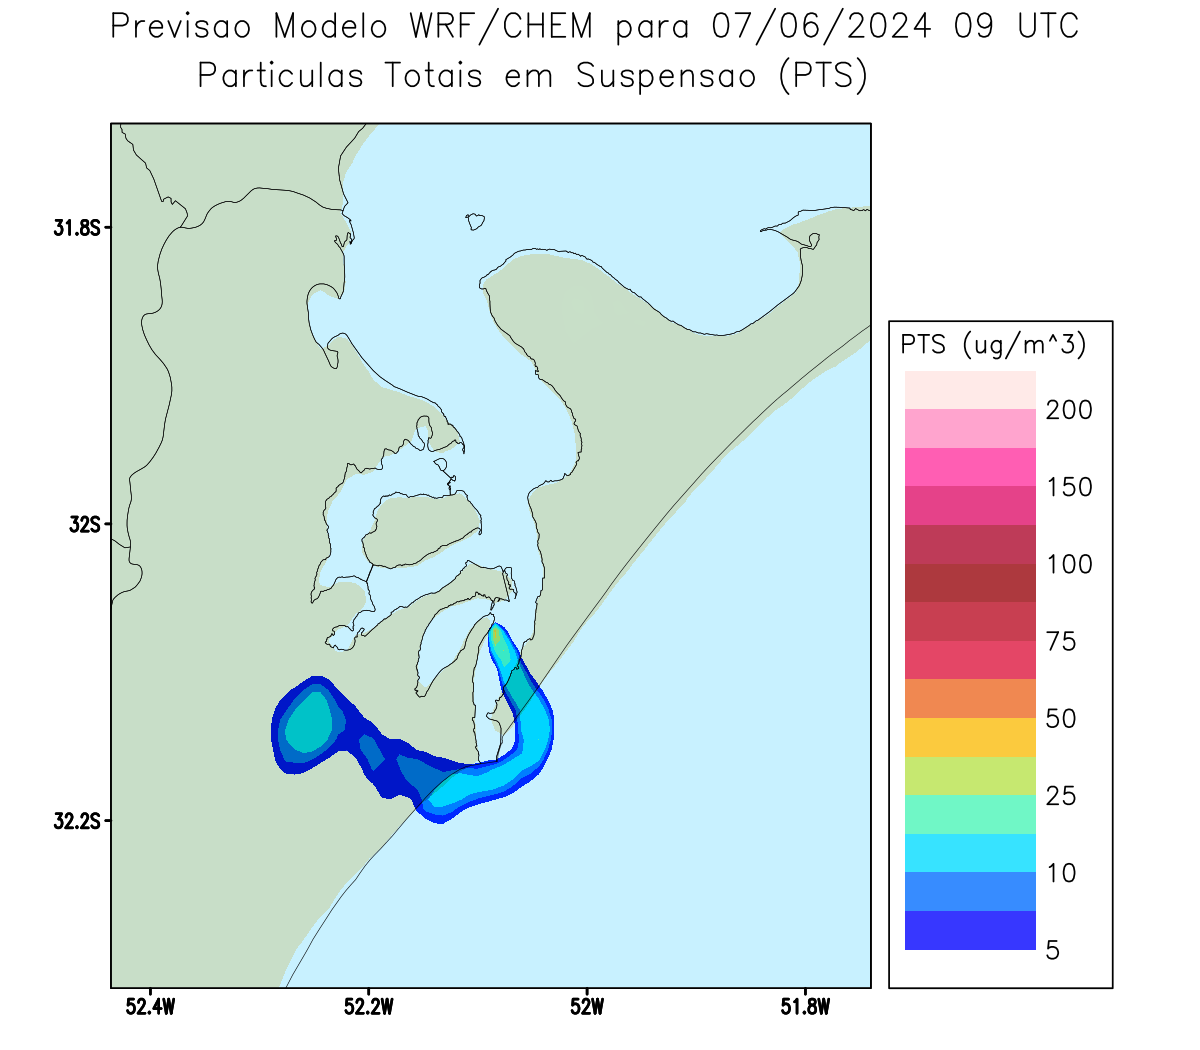 Previsao Modelo WRF/CHEM para 07/06/2024 09 UTC
Particulas Totais em Suspensao (PTS)
31.8S
32S
32.2S
52.4W
52.2W
52W
51.8W
PTS (ug/m^3)
200
150
100
75
50
25
10
5